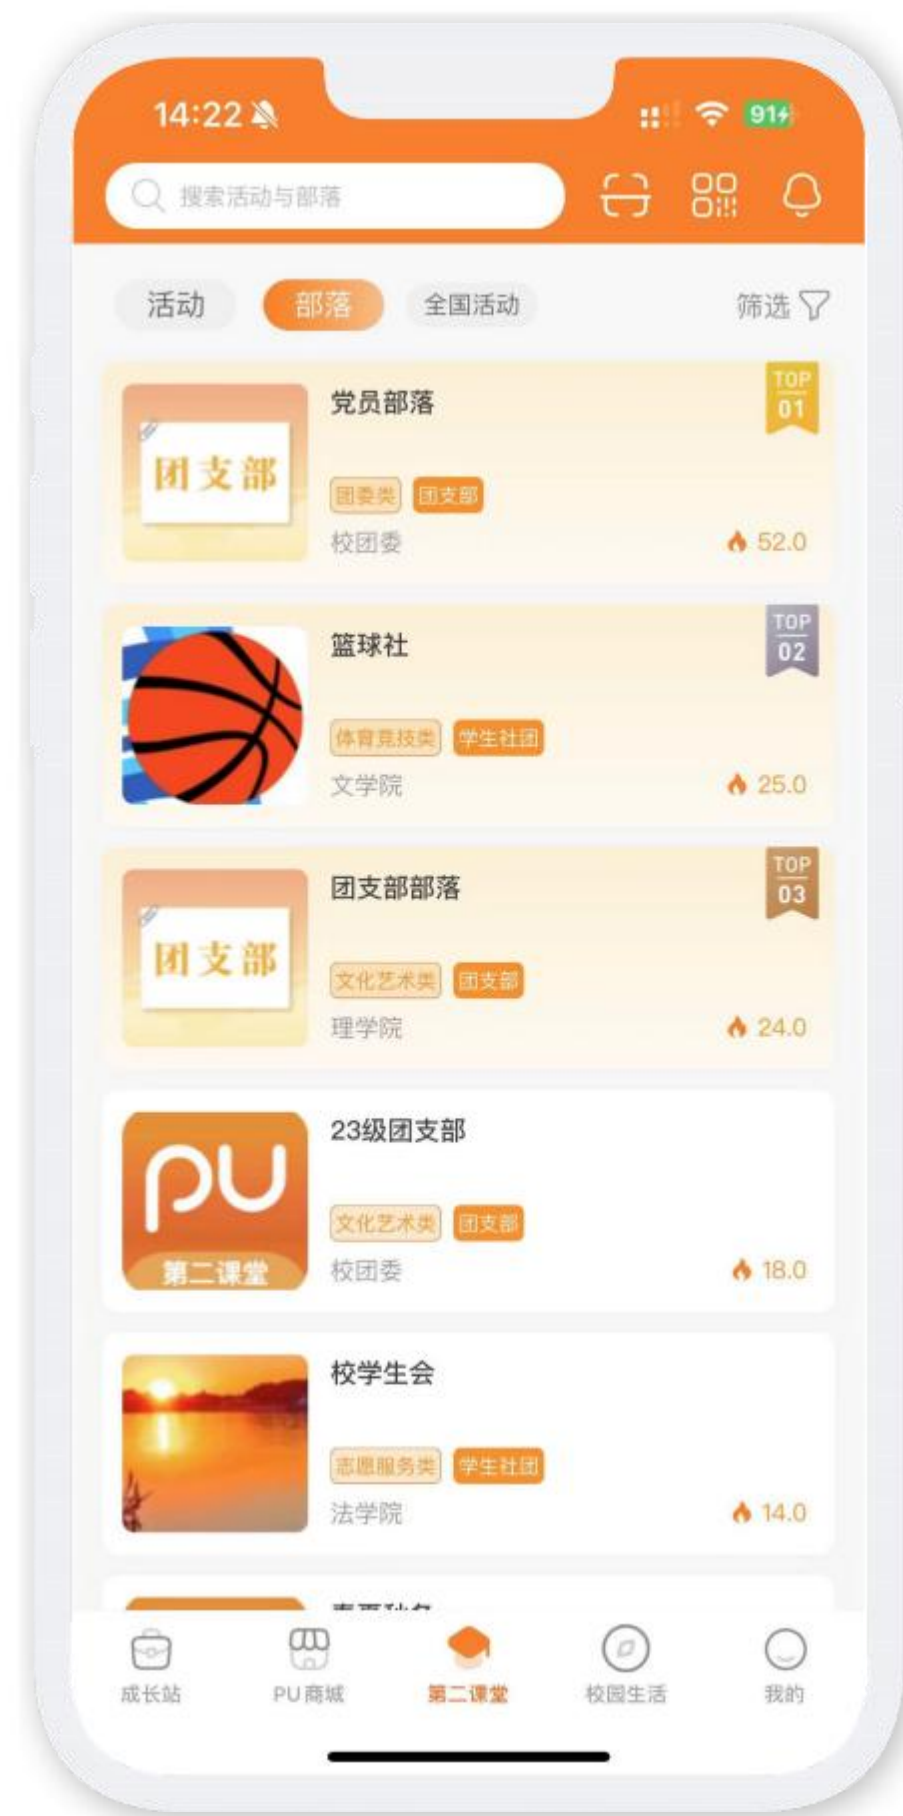 14:22
91
搜索活动与部落
活动
部落
全国活动
筛选
团支部
党员部落
TOP
01
团委类
团支部
校团委
52.0
篮球社
TOP
02
体育竞技类
学生社团
文学院
25.0
团支部
团支部部落
TOP
03
文化艺术类
团支部
理学院
24.0
pu
第二课堂
23级团支部
文化艺术类
团支部
校团委
18.0
校学生会
志愿服务类
学生社团
法学院
14.0
成长站
PU商城
第二课堂
校园生活
我的